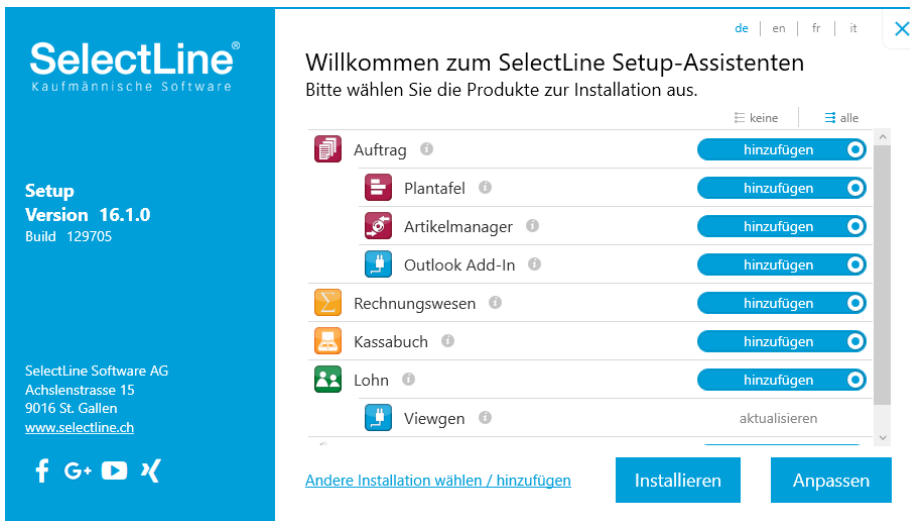 SelectLine®
Kaufmännische Software
Setup
Version 16.1.0
Build 129705
SelectLine Software AG
Achslenstrasse 15
9016 St. Gallen
www.selectline.ch
f G+
de | en | fr | it
Willkommen zum SelectLine Setup-Assistenten
Bitte wählen Sie die Produkte zur Installation aus.
keine alle
Auftrag hinzufügen
Plantafel hinzufügen
Artikelmanager hinzufügen
Outlook Add-In hinzufügen
Rechnungswesen hinzufügen
Kassabuch hinzufügen
Lohn hinzufügen
Viewgen aktualisieren
Andere Installation wählen / hinzufügen
Installieren
Anpassen